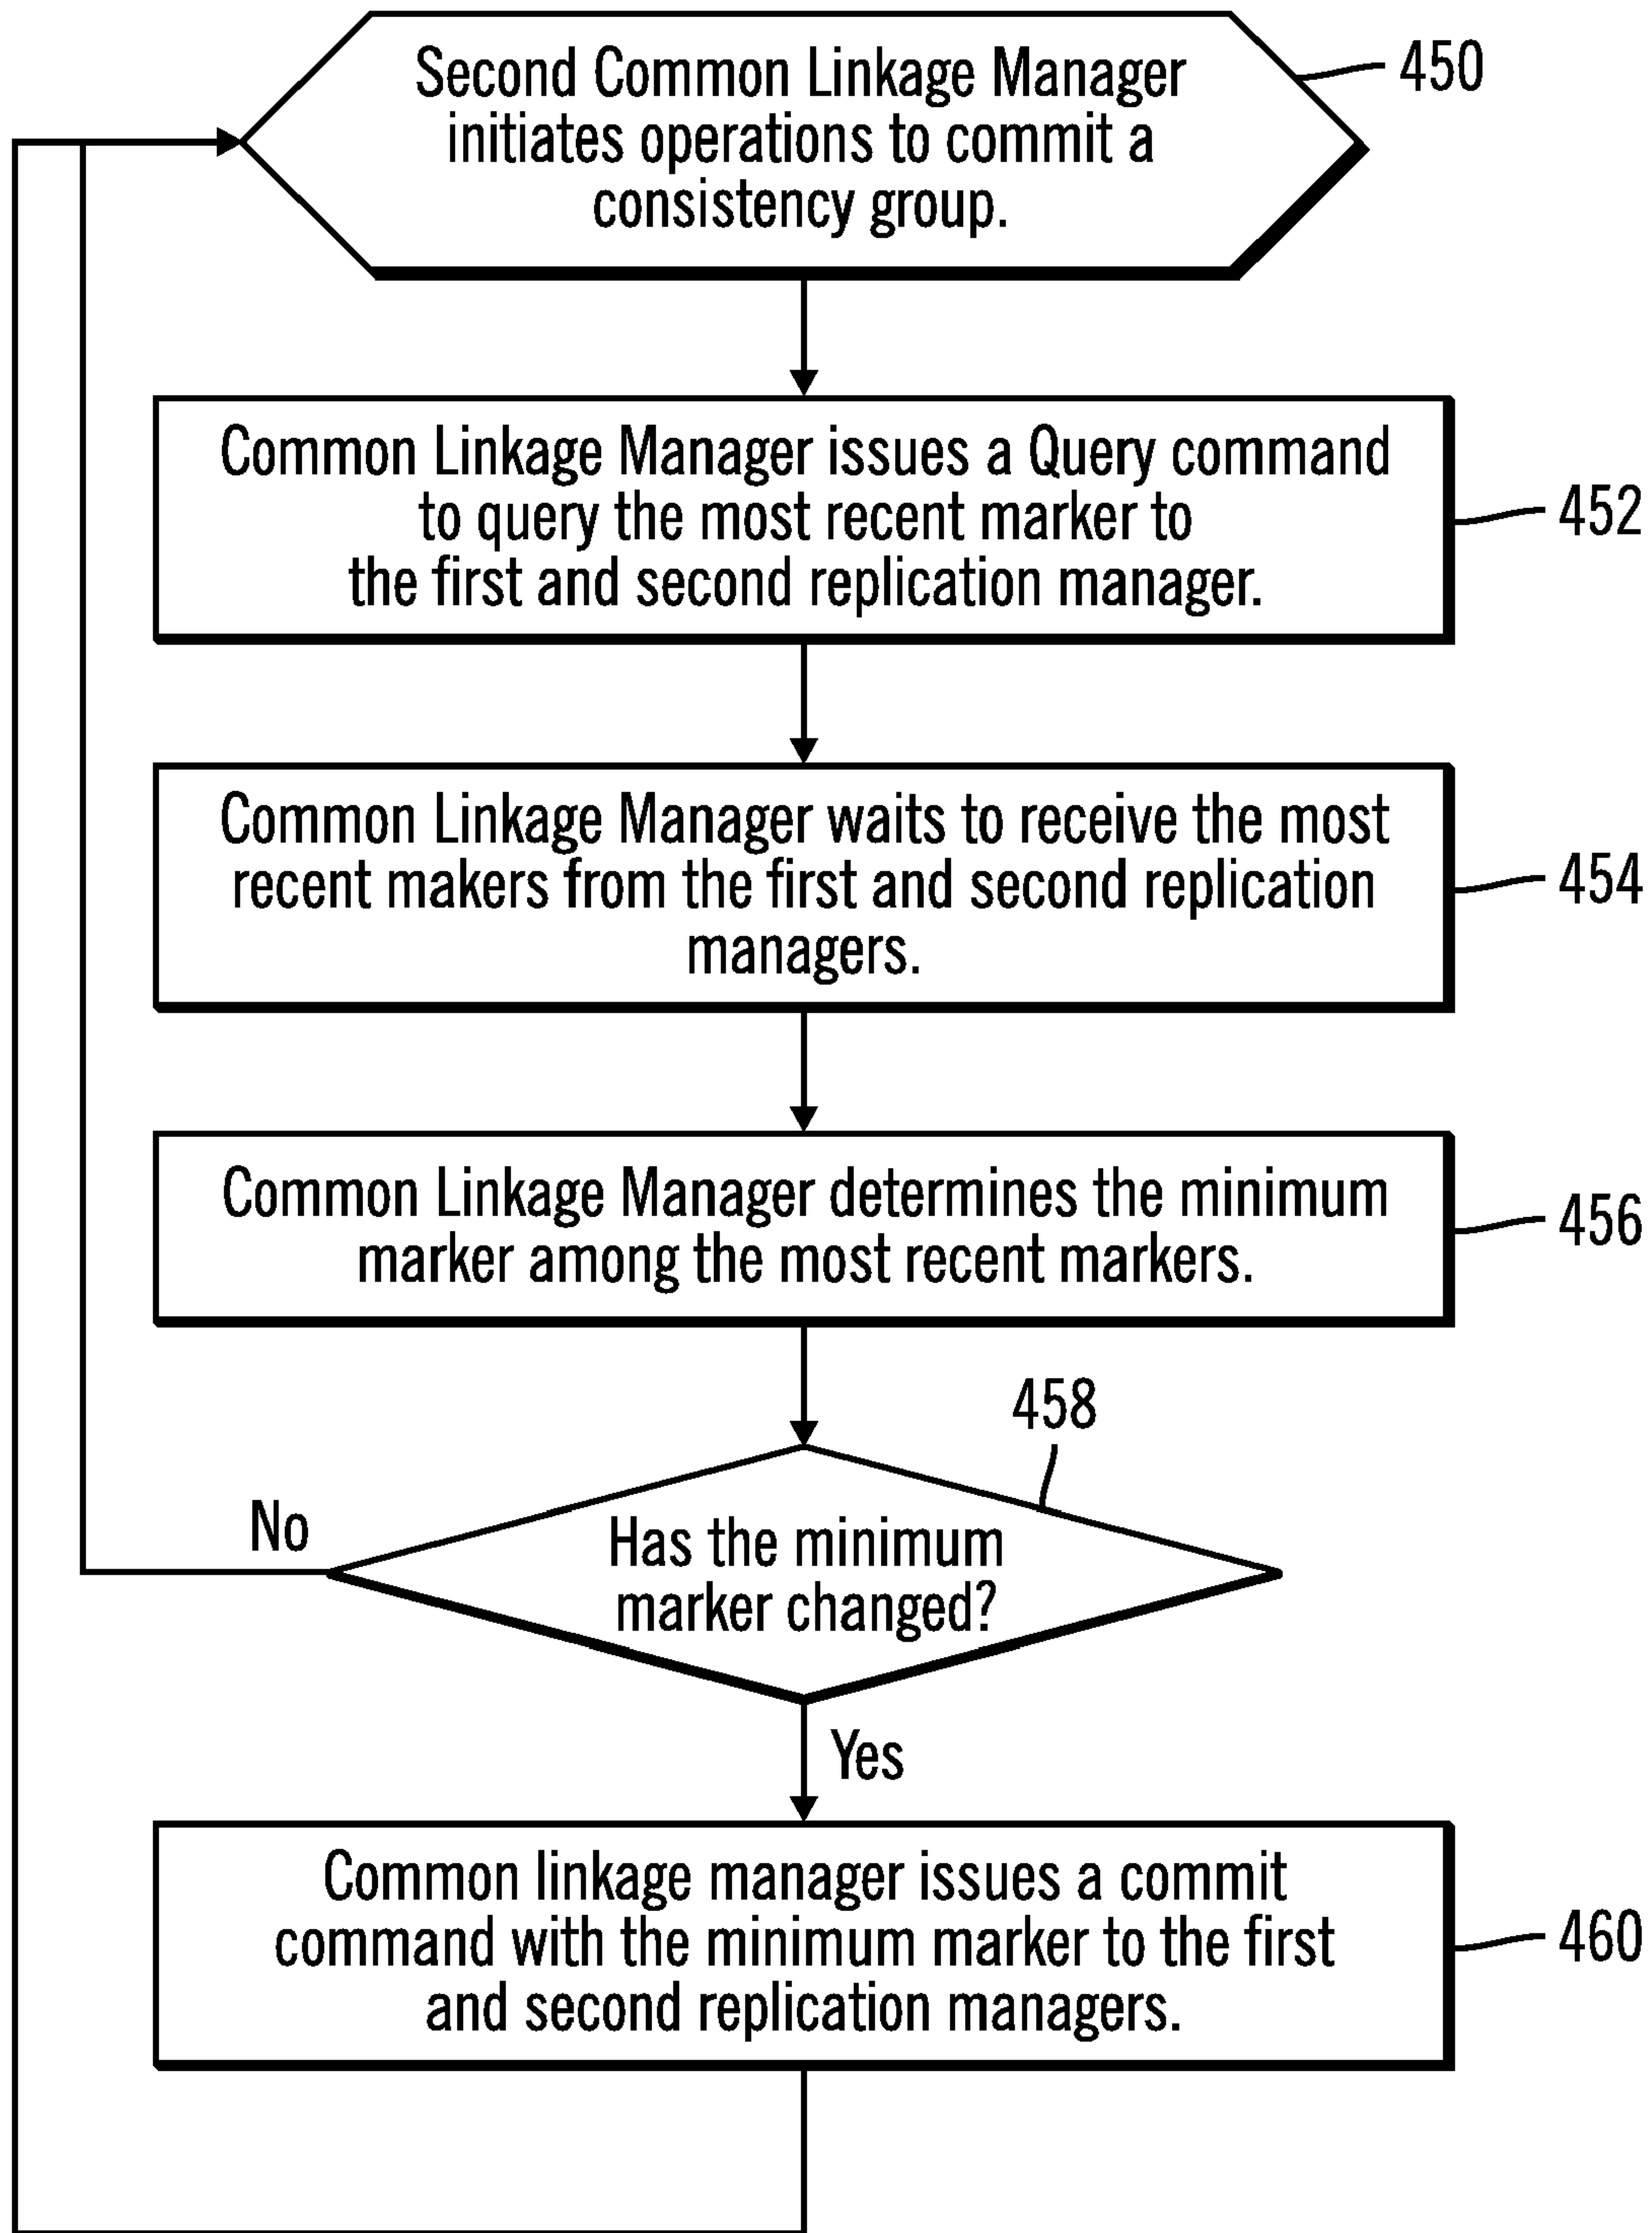 Second Common Linkage Manager
initiates operations to commit a
consistency group.
450
Common Linkage Manager issues a Query command
to query the most recent marker to
the first and second replication manager.
452
Common Linkage Manager waits to receive the most
recent makers from the first and second replication
managers.
454
Common Linkage Manager determines the minimum
marker among the most recent markers.
456
458
No
Has the minimum
marker changed?
Yes
Common linkage manager issues a commit
command with the minimum marker to the first
and second replication managers.
460